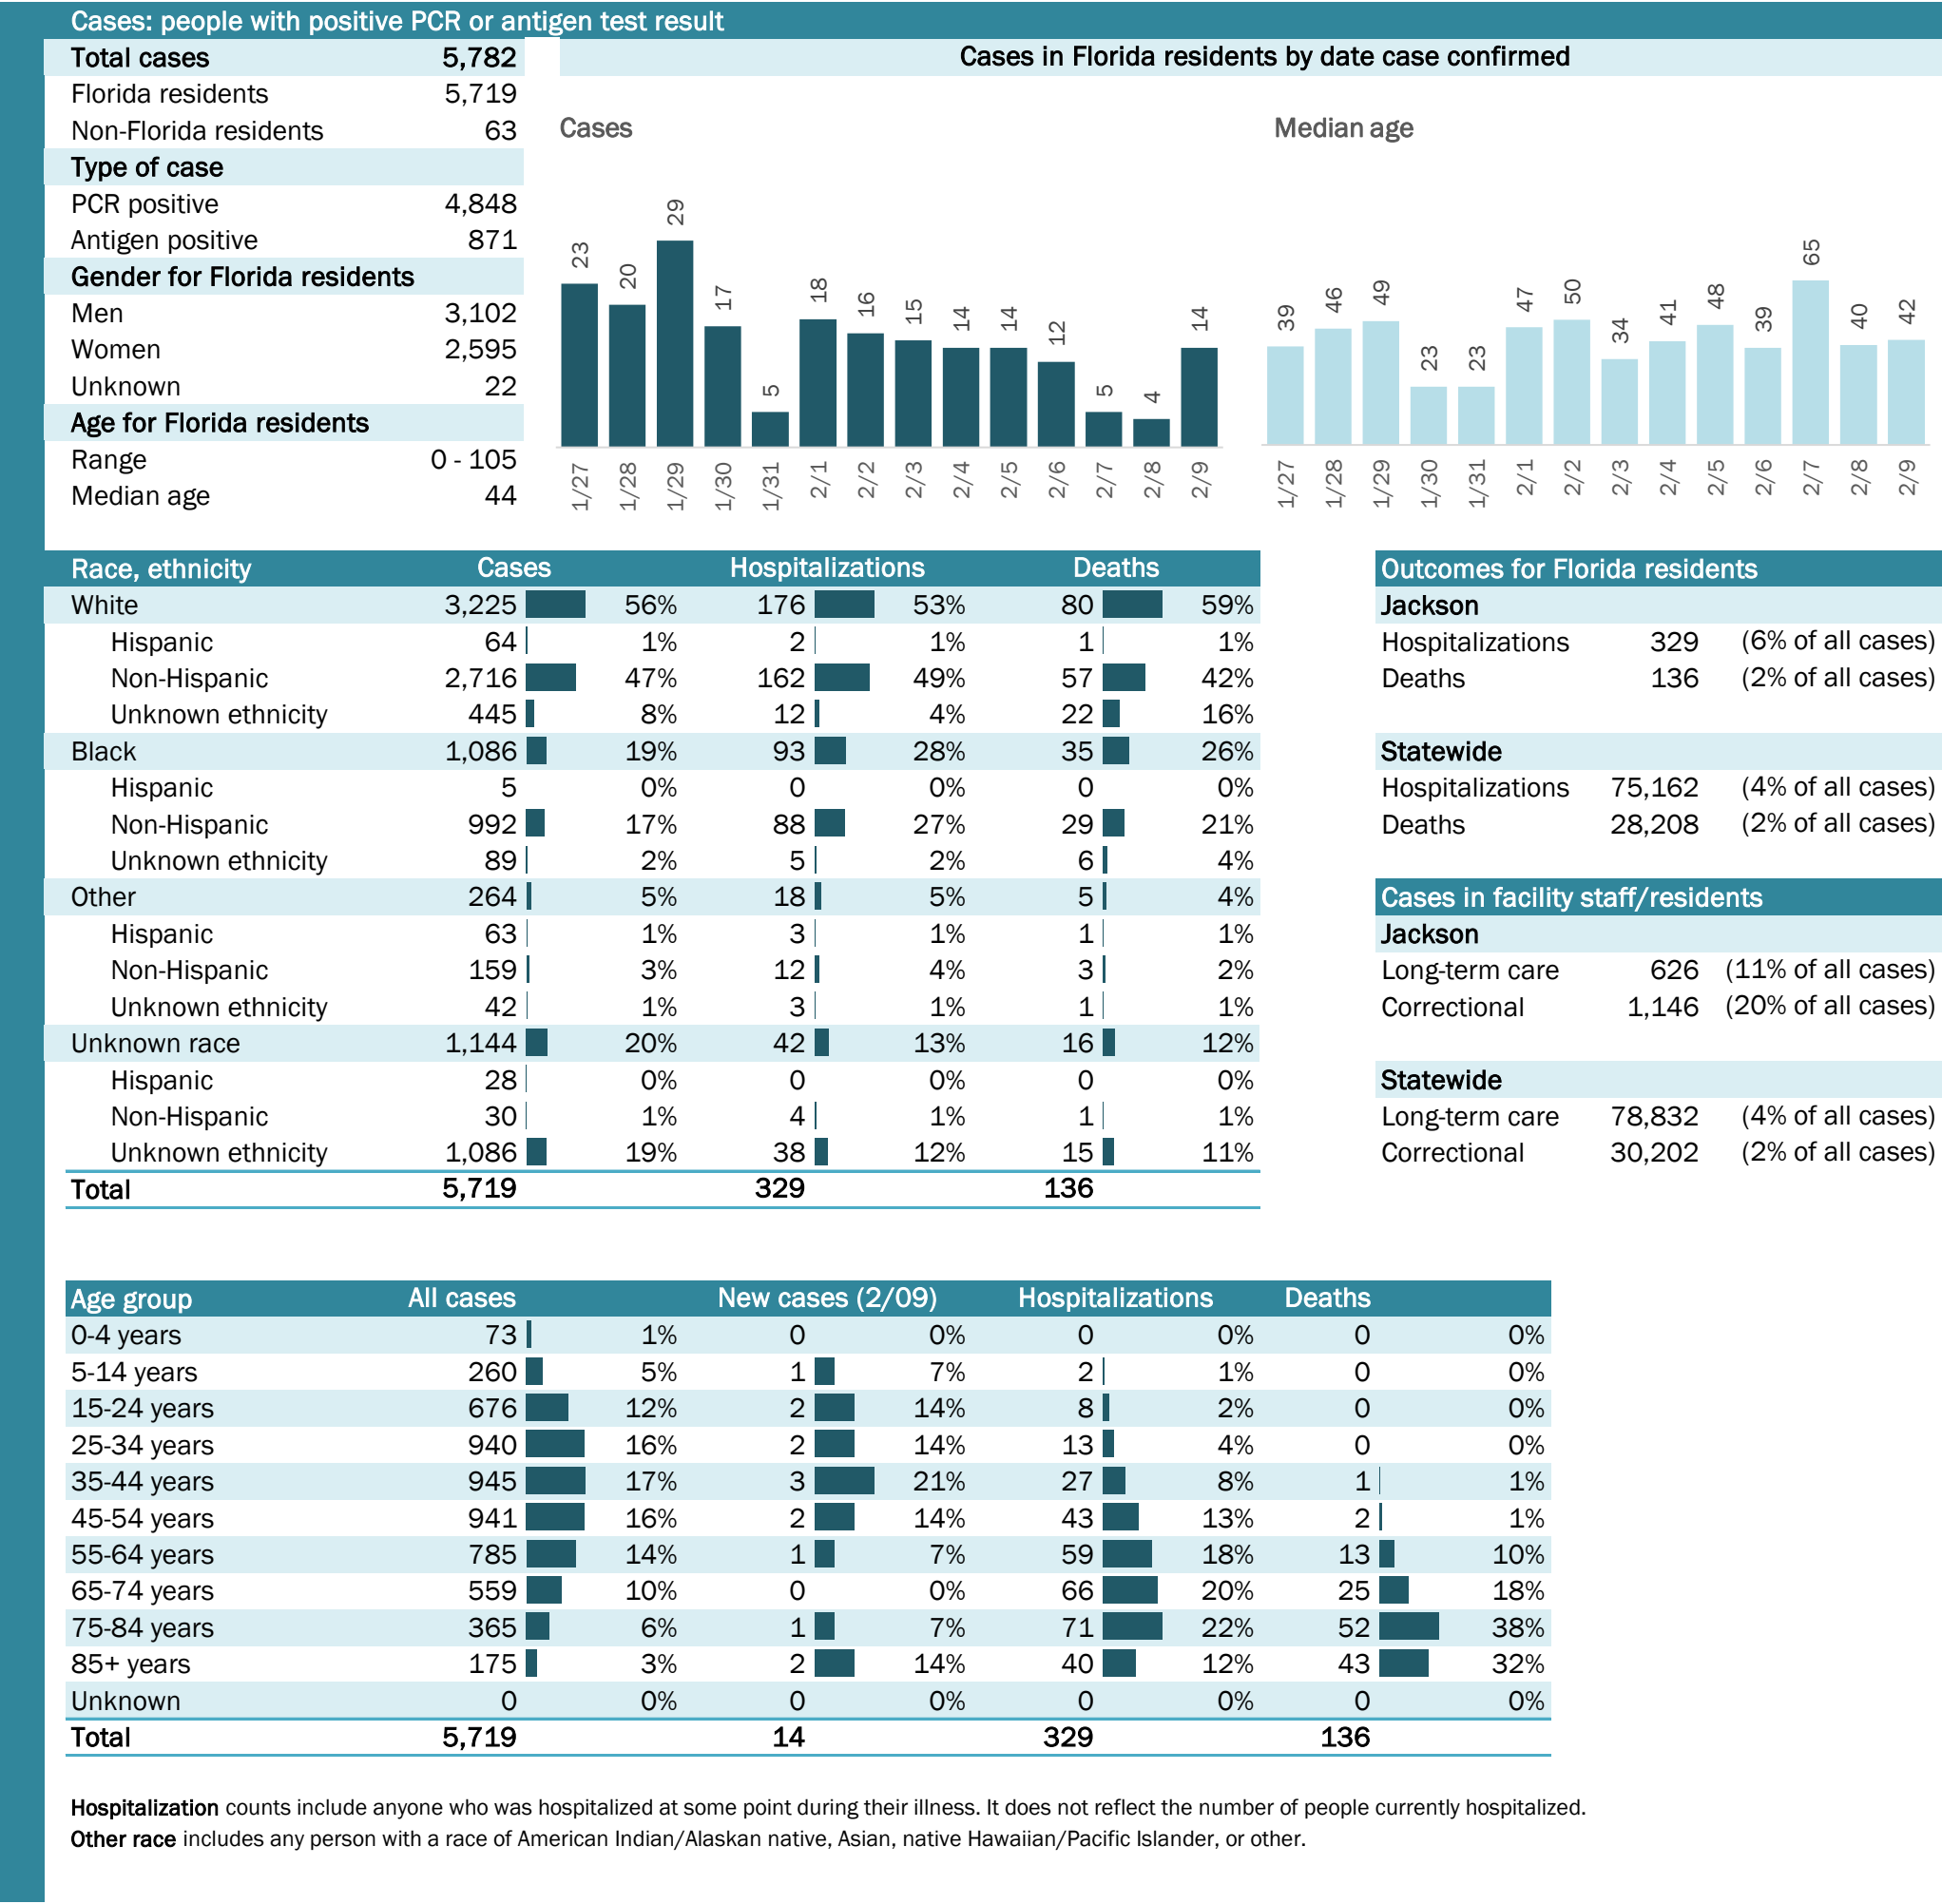 Cases: people with positive PCR or antigen test result
Total cases 5,782
Florida residents 5,719
Non-Florida residents 63
Type of case
PCR positive 4,848
Antigen positive 871
Gender for Florida residents
Men 3,102
Women 2,595
Unknown 22
Age for Florida residents
Range 0 - 105
Median age 44
Cases in Florida residents by date case confirmed
Cases
23 20 29 17 5 18 16 15 14 14 12 5 4 14
1/27 1/28 1/29 1/30 1/31 2/1 2/2 2/3 2/4 2/5 2/6 2/7 2/8 2/9
Median age
39 46 49 23 23 47 50 34 41 48 39 65 40 42
1/27 1/28 1/29 1/30 1/31 2/1 2/2 2/3 2/4 2/5 2/6 2/7 2/8 2/9
Race, ethnicity Cases Hospitalizations Deaths
White 3,225 56% 176 53% 80 59%
Hispanic 64 1% 2 1% 1 1%
Non-Hispanic 2,716 47% 162 49% 57 42%
Unknown ethnicity 445 8% 12 4% 22 16%
Black 1,086 19% 93 28% 35 26%
Hispanic 5 0% 0 0% 0 0%
Non-Hispanic 992 17% 88 27% 29 21%
Unknown ethnicity 89 2% 5 2% 6 4%
Other 264 5% 18 5% 5 4%
Hispanic 63 1% 3 1% 1 1%
Non-Hispanic 159 3% 12 4% 3 2%
Unknown ethnicity 42 1% 3 1% 1 1%
Unknown race 1,144 20% 42 13% 16 12%
Hispanic 28 0% 0 0% 0 0%
Non-Hispanic 30 1% 4 1% 1 1%
Unknown ethnicity 1,086 19% 38 12% 15 11%
Total 5,719 329 136
Outcomes for Florida residents
Jackson
Hospitalizations 329 (6% of all cases)
Deaths 136 (2% of all cases)
Statewide
Hospitalizations 75,162 (4% of all cases)
Deaths 28,208 (2% of all cases)
Cases in facility staff/residents
Jackson
Long-term care 626 (11% of all cases)
Correctional 1,146 (20% of all cases)
Statewide
Long-term care 78,832 (4% of all cases)
Correctional 30,202 (2% of all cases)
Age group All cases New cases (2/09) Hospitalizations Deaths
0-4 years 73 1% 0 0% 0 0% 0 0%
5-14 years 260 5% 1 7% 2 1% 0 0%
15-24 years 676 12% 2 14% 8 2% 0 0%
25-34 years 940 16% 2 14% 13 4% 0 0%
35-44 years 945 17% 3 21% 27 8% 1 1%
45-54 years 941 16% 2 14% 43 13% 2 1%
55-64 years 785 14% 1 7% 59 18% 13 10%
65-74 years 559 10% 0 0% 66 20% 25 18%
75-84 years 365 6% 1 7% 71 22% 52 38%
85+ years 175 3% 2 14% 40 12% 43 32%
Unknown 0 0% 0 0% 0 0% 0 0%
Total 5,719 14 329 136
Hospitalization counts include anyone who was hospitalized at some point during their illness. It does not reflect the number of people currently hospitalized.
Other race includes any person with a race of American Indian/Alaskan native, Asian, native Hawaiian/Pacific Islander, or other.